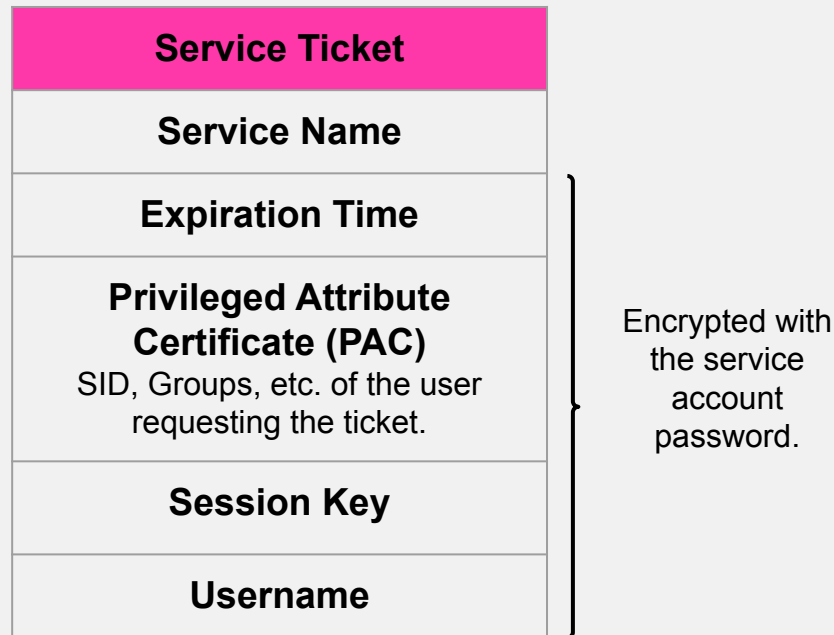 Service Ticket
Service Name
Expiration Time
Privileged Attribute
Certificate (PAC)
SID, Groups, etc. of the user
requesting the ticket.
Session Key
Username
Encrypted with
the service
account
password.